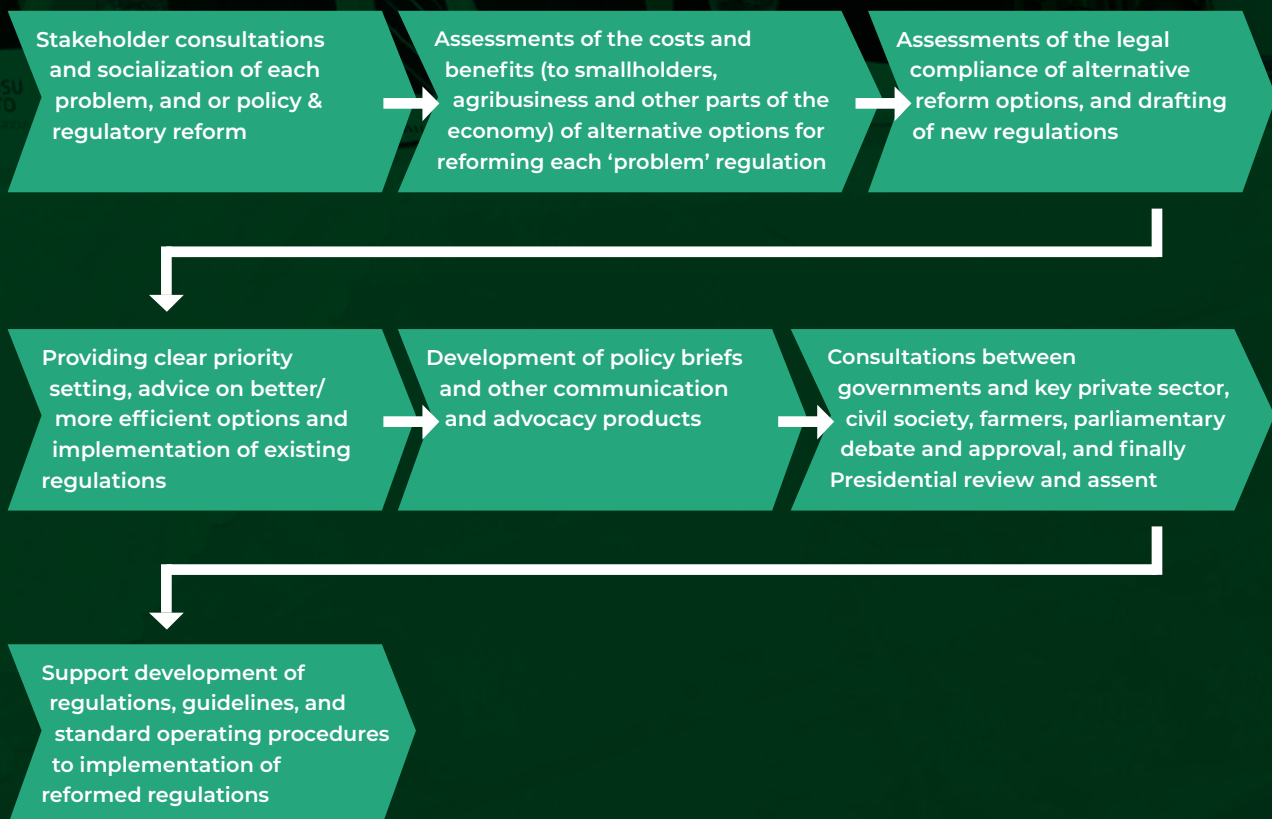 Stakeholder consultations
and socialization of each
problem, and or policy &
regulatory reform
Assessments of the costs and
benefits (to smallholders,
agribusiness and other parts of the
economy) of alternative options for
reforming each ‘problem’ regulation
Assessments of the legal
compliance of alternative
reform options, and drafting
of new regulations
Providing clear priority
setting, advice on better/
more efficient options and
implementation of existing
regulations
Development of policy briefs
and other communication
and advocacy products
Consultations between
governments and key private sector,
civil society, farmers, parliamentary
debate and approval, and finally
Presidential review and assent
Support development of
regulations, guidelines, and
standard operating procedures
to implementation of
reformed regulations